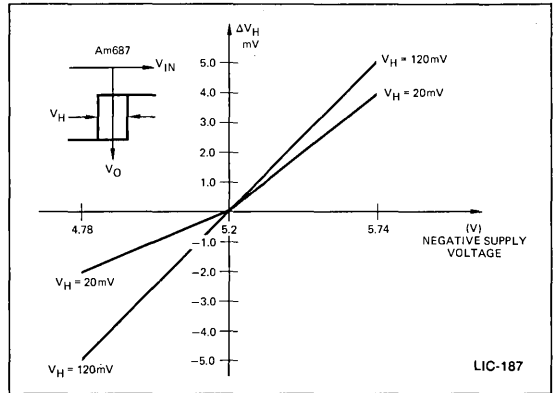 Am687
V_IN
V_H
V_O
ΔV_H
mV
5.0
4.0
3.0
2.0
1.0
V_H = 120mV
V_H = 20mV
4.78
5.2
5.74
(V)
NEGATIVE SUPPLY
VOLTAGE
−1.0
−2.0
−3.0
−4.0
−5.0
V_H = 20mV
V_H = 120mV
LIC-187